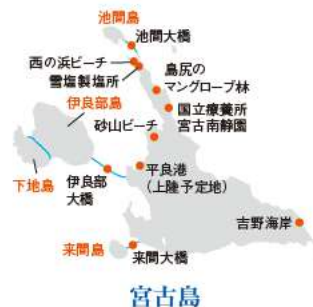 池間島
池間大橋
西の浜ビーチ
雪塩製塩所
島尻の
マングローブ林
伊良部島
国立療養所
宮古南静園
砂山ビーチ
下地島
伊良部
大橋
平良港
(上陸予定地)
吉野海岸
来間島
来間大橋
宮古島